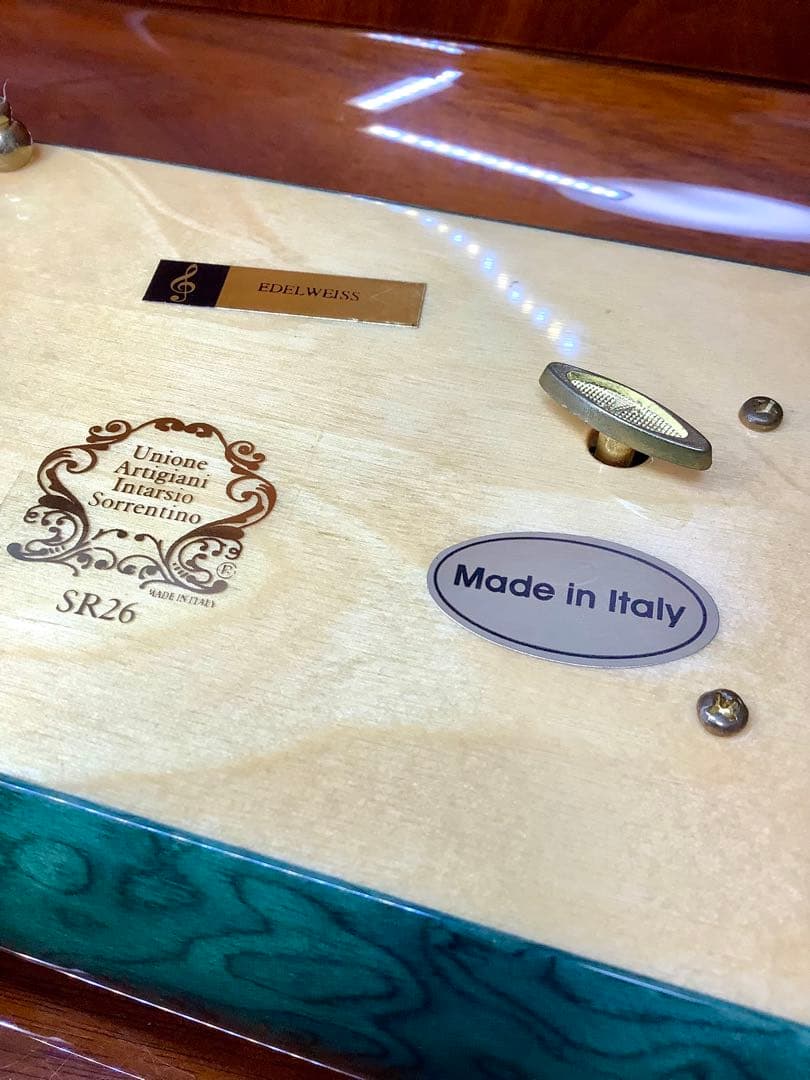 EDELWEISS
Unione
Artigiani
Intarsio
Sorrentino
MADE IN ITALY
SR26
Made in Italy